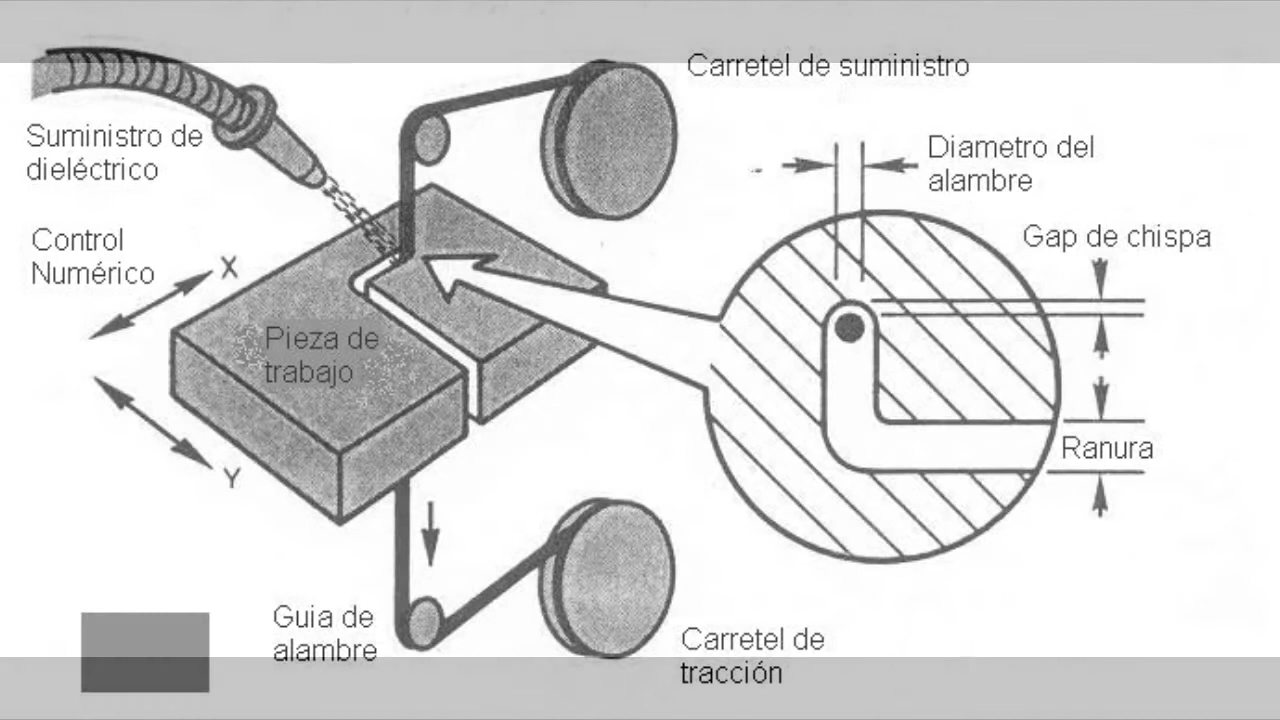 Carretel de suministro
Suministro de
dieléctrico
Diametro del
alambre
Control
Numérico
X
Gap de chispa
Pieza de
trabajo
Ranura
Y
Guia de
alambre
Carretel de
tracción